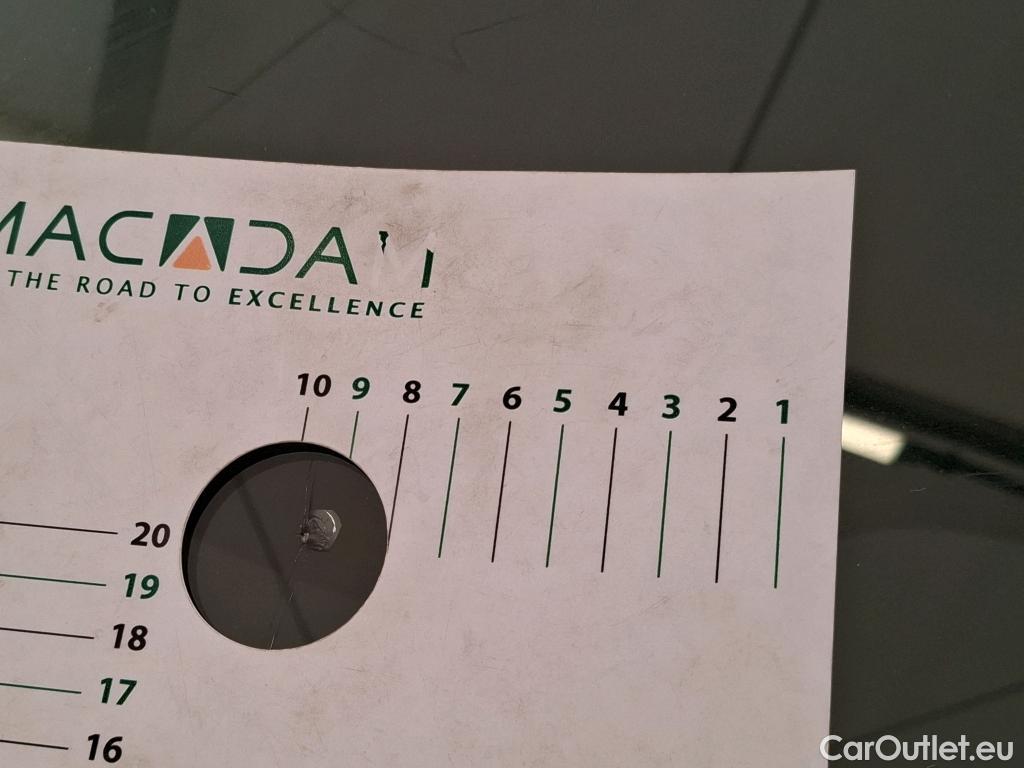 MACADAM
THE ROAD TO EXCELLENCE
10 9 8 7 6 5 4 3 2 1
20
19
18
17
16
CarOutlet.eu